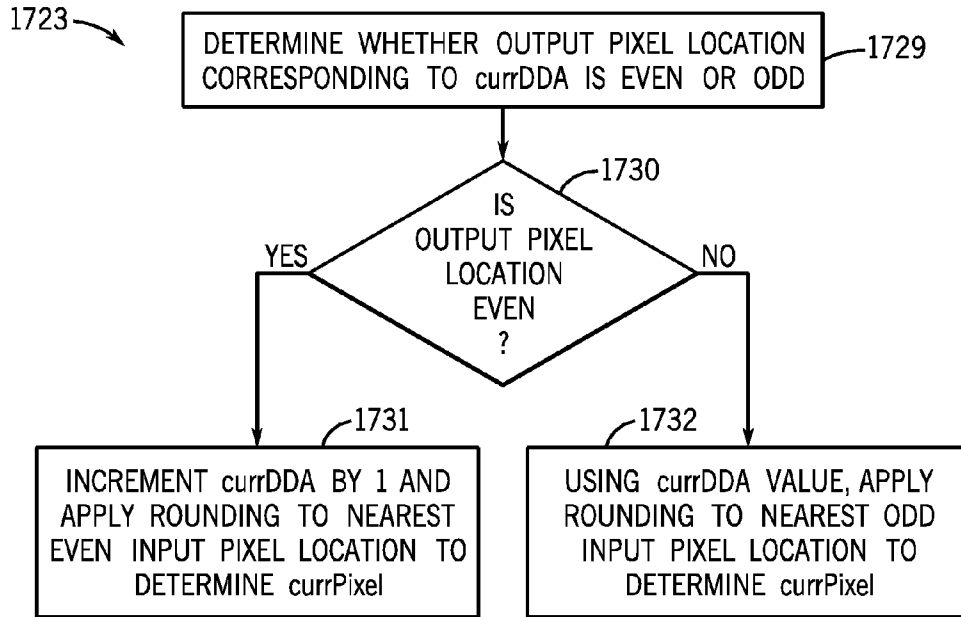 1723
DETERMINE WHETHER OUTPUT PIXEL LOCATION
CORRESPONDING TO currDDA IS EVEN OR ODD
1729
1730
IS
OUTPUT PIXEL
LOCATION
EVEN
?
YES
NO
1731
INCREMENT currDDA BY 1 AND
APPLY ROUNDING TO NEAREST
EVEN INPUT PIXEL LOCATION TO
DETERMINE currPixel
1732
USING currDDA VALUE, APPLY
ROUNDING TO NEAREST ODD
INPUT PIXEL LOCATION TO
DETERMINE currPixel